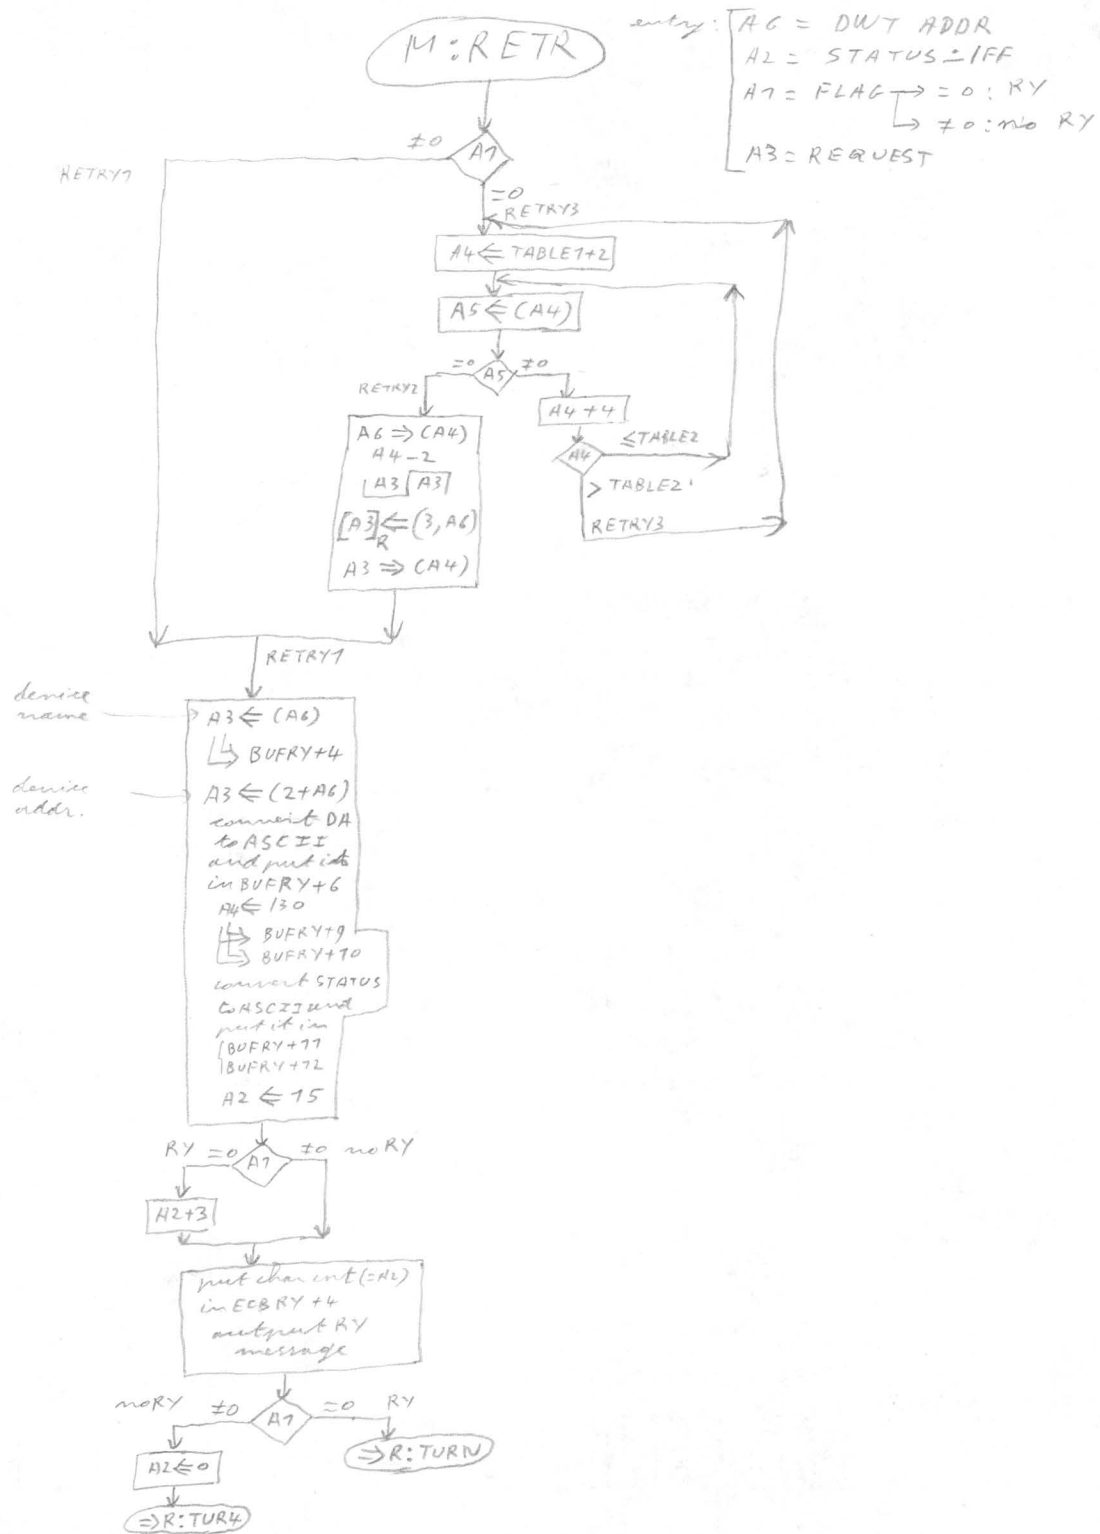 M:RETR
entry: A6 = DWT ADDR
A2 = STATUS = /FF
A1 = FLAG → = 0 : RY
↳ ≠ 0 : no RY
A3 = REQUEST
≠0
A1
RETRY1
=0
RETRY3
A4 ⇐ TABLE1+2
A5 ⇐ (A4)
=0 A5 ≠0
RETRY2
A4+4
A6 ⇒ (A4)
A4-2
A3 A3
[A3]R ⇐ (3, A6)
A3 ⇒ (A4)
A4 ≤TABLE2
> TABLE2
RETRY3
RETRY1
device
name
A3 ⇐ (A6)
↳ BUFRY+4
device
addr.
A3 ⇐ (2+A6)
convert DA
to ASCII
and put it
in BUFRY+6
A4 ⇐ /30
↳ BUFRY+9
↳ BUFRY+10
convert STATUS
to ASCII and
put it in
BUFRY+11
BUFRY+12
A2 ⇐ 15
RY =0 A1 ≠0 no RY
A2+3
put char cnt (=A2)
in ECBRY+4
output RY
message
noRY ≠0 A1 =0 RY
A2⇐0
⇒R:TURN
⇒R:TUR4